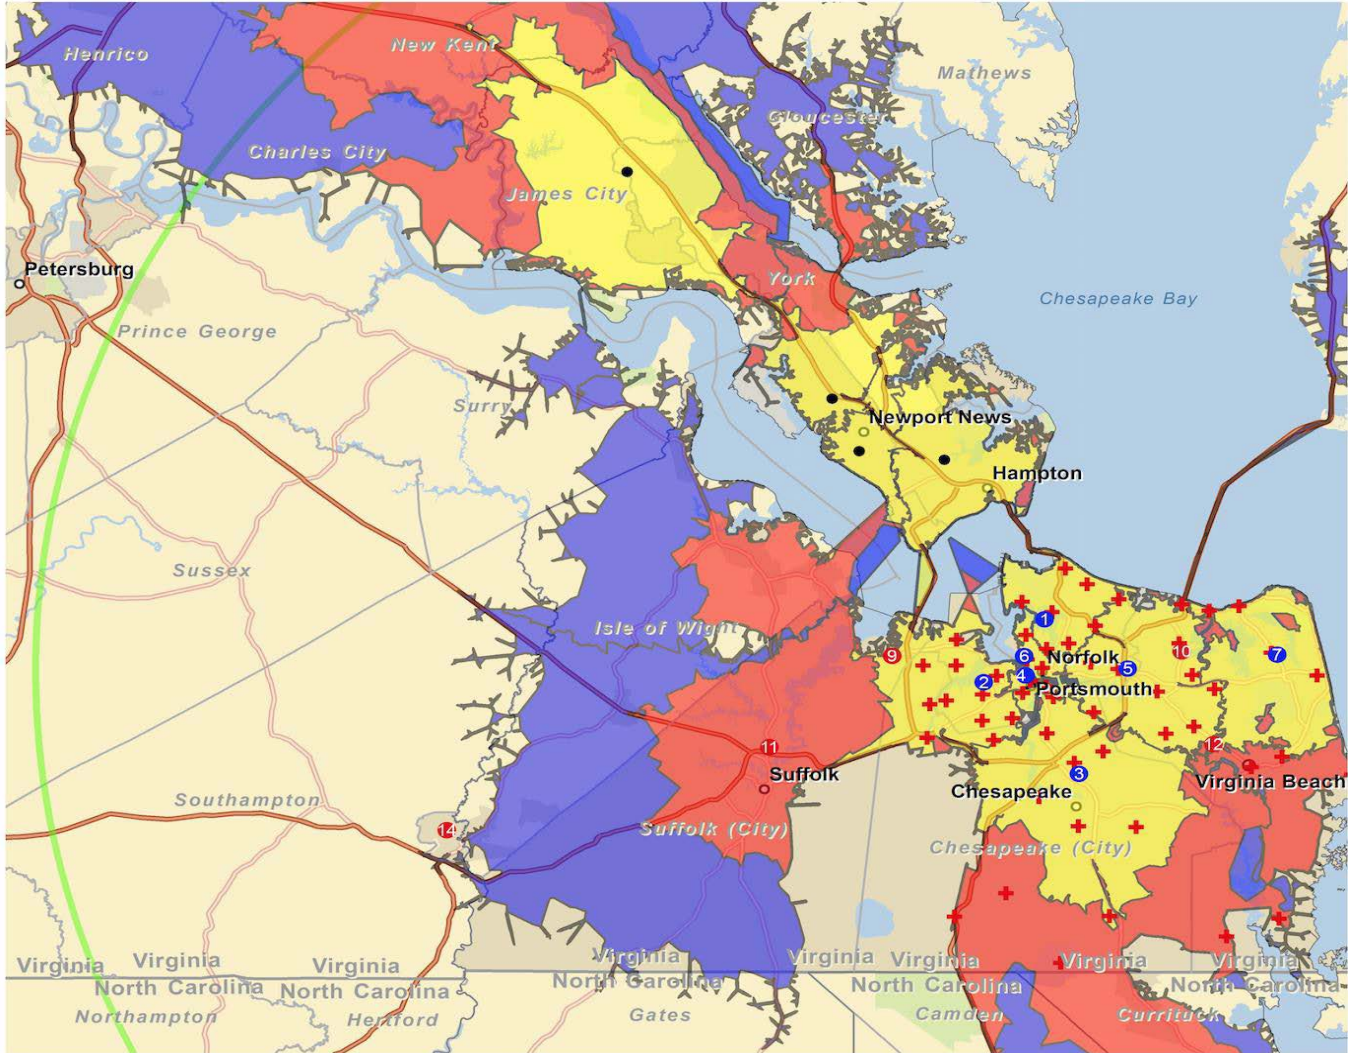 Henrico
New Kent
Mathews
Gloucester
Charles City
James City
Petersburg
York
Chesapeake Bay
Prince George
Surry
Newport News
Hampton
Sussex
1
Isle of Wight
9
6
Norfolk
10
7
2
4
5
Portsmouth
11
12
Suffolk
3
Virginia Beach
Chesapeake
Southampton
14
Suffolk (City)
Chesapeake (City)
Virginia
Virginia
Virginia
Virginia
Virginia
Virginia
Virginia
Virginia
North Carolina
North Carolina
North Carolina
North Carolina
North Carolina
Northampton
Hertford
Gates
Camden
Currituck